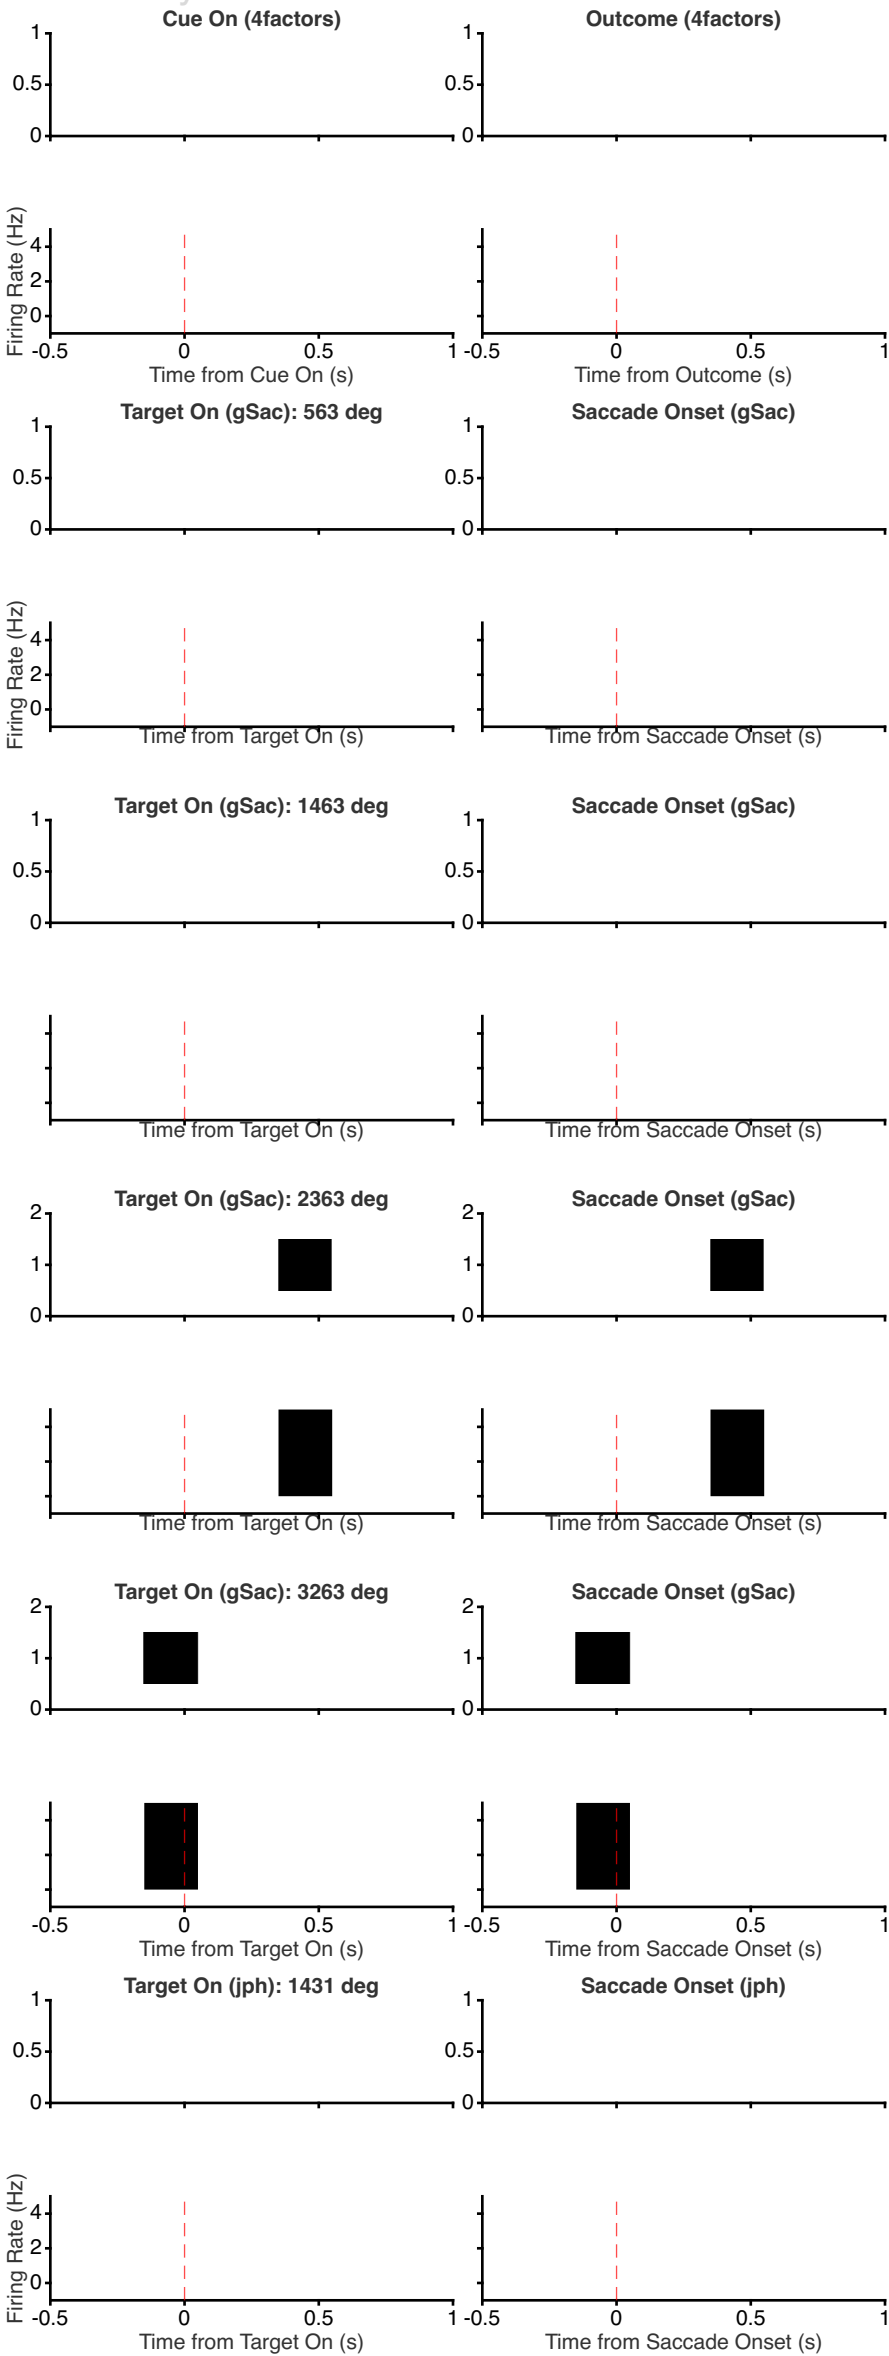 Cue On (4factors)
Outcome (4factors)
1
0.5
0
1
0.5
0
Firing Rate (Hz)
4
2
0
-0.5
0
0.5
1
-0.5
0
0.5
1
Time from Cue On (s)
Time from Outcome (s)
Target On (gSac): 563 deg
Saccade Onset (gSac)
1
0.5
0
1
0.5
0
Firing Rate (Hz)
4
2
0
Time from Target On (s)
Time from Saccade Onset (s)
Target On (gSac): 1463 deg
Saccade Onset (gSac)
1
0.5
0
1
0.5
0
Time from Target On (s)
Time from Saccade Onset (s)
Target On (gSac): 2363 deg
Saccade Onset (gSac)
2
1
0
2
1
0
Time from Target On (s)
Time from Saccade Onset (s)
Target On (gSac): 3263 deg
Saccade Onset (gSac)
2
1
0
2
1
0
-0.5
0
0.5
1
-0.5
0
0.5
1
Time from Target On (s)
Time from Saccade Onset (s)
Target On (jph): 1431 deg
Saccade Onset (jph)
1
0.5
0
1
0.5
0
Firing Rate (Hz)
4
2
0
-0.5
0
0.5
1
-0.5
0
0.5
1
Time from Target On (s)
Time from Saccade Onset (s)